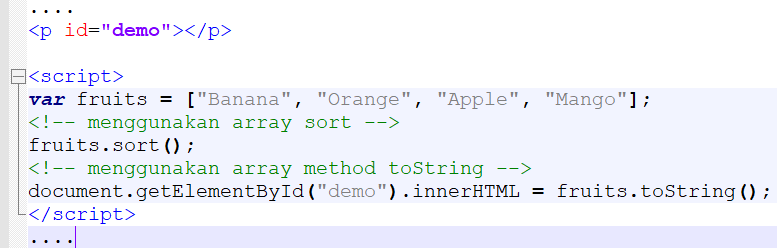 ....
<p id="demo"></p>
<script>
var fruits = ["Banana", "Orange", "Apple", "Mango"];
<!-- menggunakan array sort -->
fruits.sort();
<!-- menggunakan array method toString -->
document.getElementById("demo").innerHTML = fruits.toString();
</script>
....